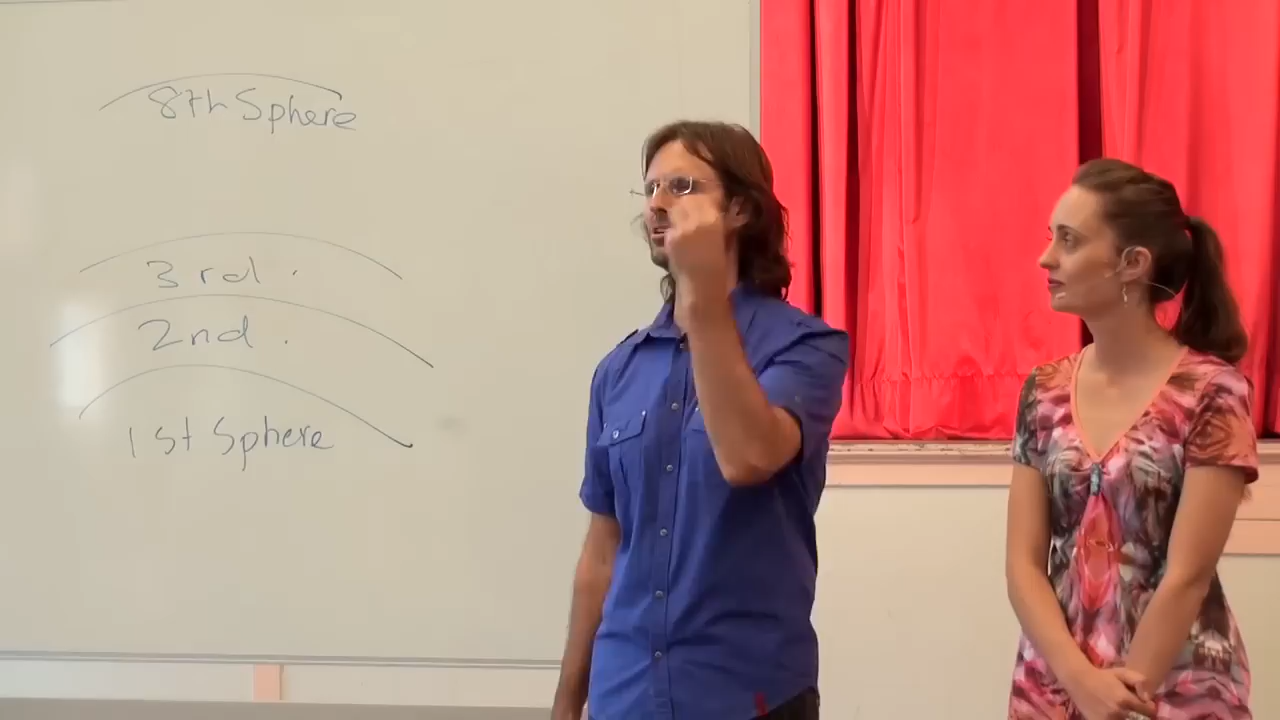 8th Sphere
3rd .
2nd .
1st Sphere